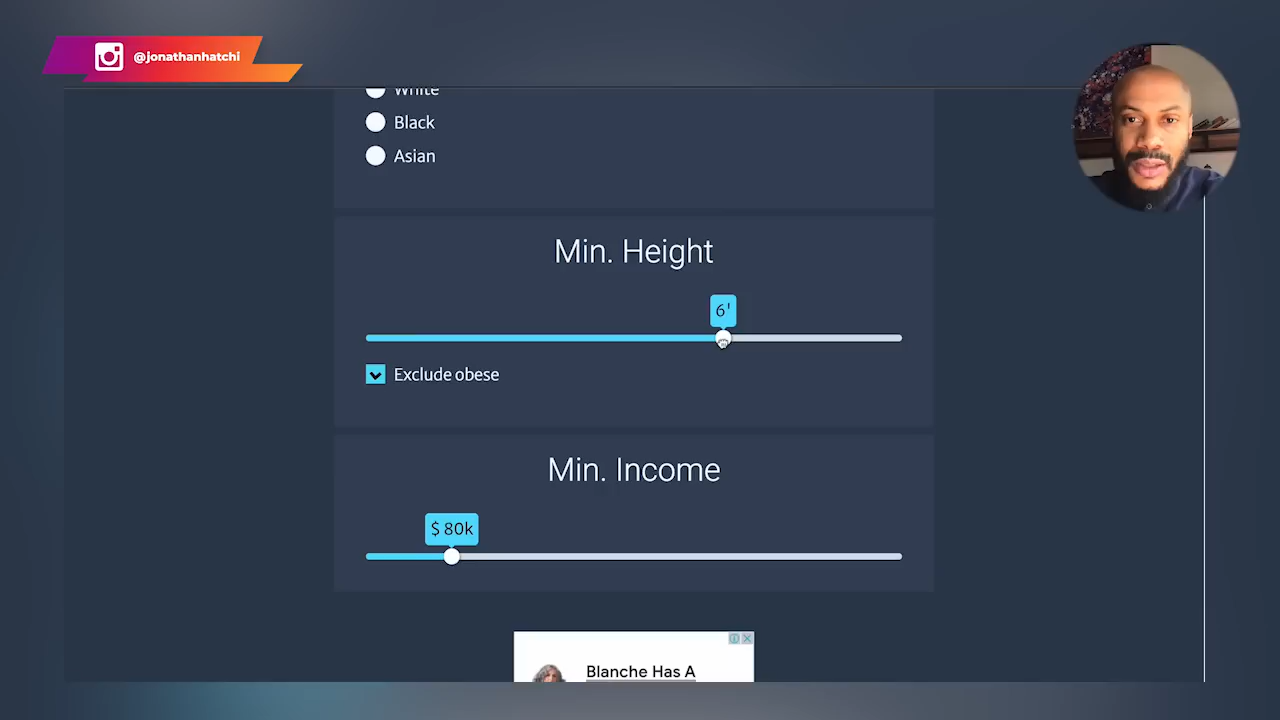 @jonathanhatchi
White
Black
Asian
Min. Height
6'
Exclude obese
Min. Income
$ 80k
Blanche Has A